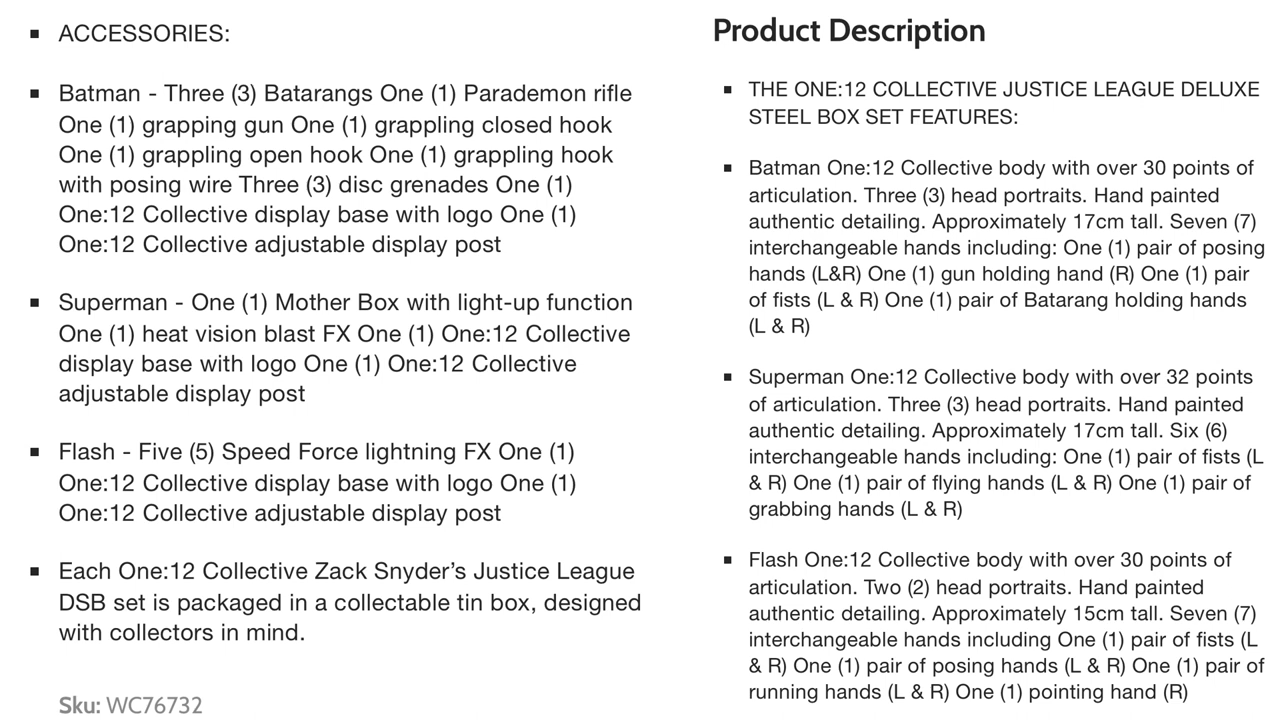 ACCESSORIES:
Batman - Three (3) Batarangs One (1) Parademon rifle
One (1) grapping gun One (1) grappling closed hook
One (1) grappling open hook One (1) grappling hook
with posing wire Three (3) disc grenades One (1)
One:12 Collective display base with logo One (1)
One:12 Collective adjustable display post
Superman - One (1) Mother Box with light-up function
One (1) heat vision blast FX One (1) One:12 Collective
display base with logo One (1) One:12 Collective
adjustable display post
Flash - Five (5) Speed Force lightning FX One (1)
One:12 Collective display base with logo One (1)
One:12 Collective adjustable display post
Each One:12 Collective Zack Snyder’s Justice League
DSB set is packaged in a collectable tin box, designed
with collectors in mind.
Sku: WC76732
Product Description
THE ONE:12 COLLECTIVE JUSTICE LEAGUE DELUXE
STEEL BOX SET FEATURES:
Batman One:12 Collective body with over 30 points of
articulation. Three (3) head portraits. Hand painted
authentic detailing. Approximately 17cm tall. Seven (7)
interchangeable hands including: One (1) pair of posing
hands (L&R) One (1) gun holding hand (R) One (1) pair
of fists (L & R) One (1) pair of Batarang holding hands
(L & R)
Superman One:12 Collective body with over 32 points
of articulation. Three (3) head portraits. Hand painted
authentic detailing. Approximately 17cm tall. Six (6)
interchangeable hands including: One (1) pair of fists (L
& R) One (1) pair of flying hands (L & R) One (1) pair of
grabbing hands (L & R)
Flash One:12 Collective body with over 30 points of
articulation. Two (2) head portraits. Hand painted
authentic detailing. Approximately 15cm tall. Seven (7)
interchangeable hands including One (1) pair of fists (L
& R) One (1) pair of posing hands (L & R) One (1) pair of
running hands (L & R) One (1) pointing hand (R)